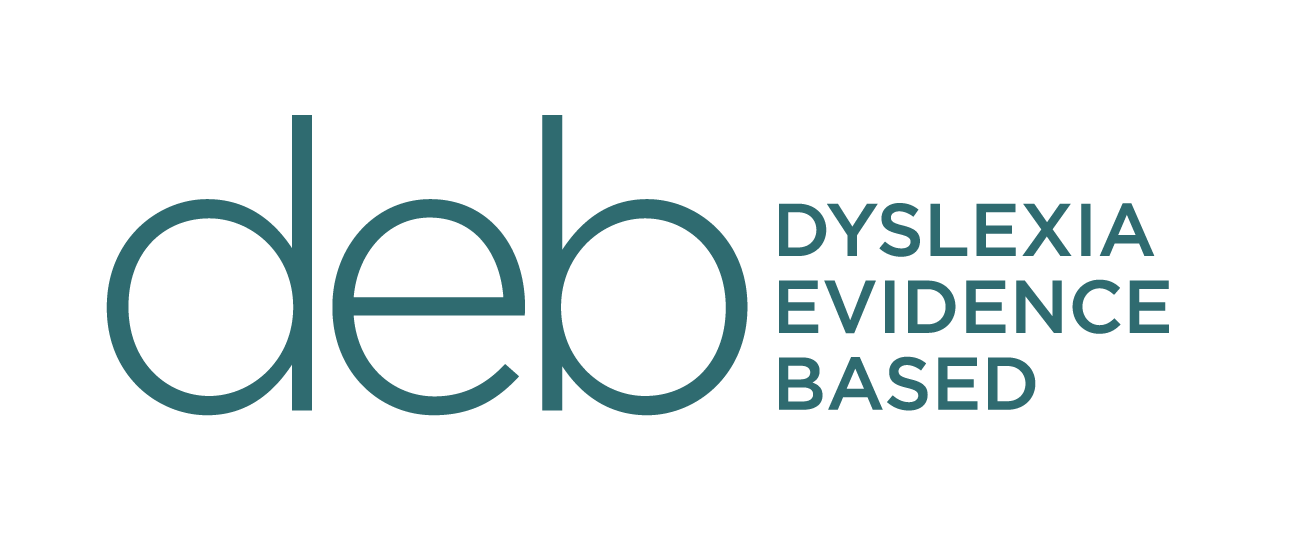 deb
DYSLEXIA
EVIDENCE
BASED